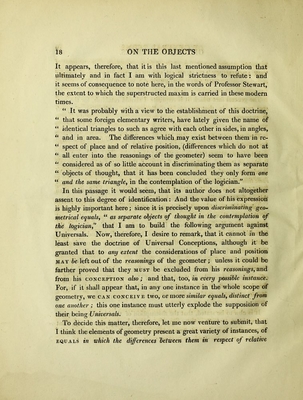 18 ON THE OBJECTS
It appears, therefore, that it is this last mentioned assumption that
ultimately and in fact I am with logical strictness to refute: and
it seems of consequence to note here, in the words of Professor Stewart,
the extent to which the superstructed maxim is carried in these modern
times.
" It was probably with a view to the establishment of this doctrine,
" that some foreign elementary writers, have lately given the name of
" identical triangles to such as agree with each other in sides, in angles,
" and in area. The differences which may exist between them in re-
" spect of place and of relative position, (differences which do not at
" all enter into the reasonings of the geometer) seem to have been
" considered as of so little account in discriminating them as separate
" objects of thought, that it has been concluded they only form one
" and the same triangle, in the contemplation of the logician."
In this passage it would seem, that its author does not altogether
assent to this degree of identification: And the value of his expression
is highly important here; since it is precisely upon discriminating geo-
metrical equals, " as separate objects of thought in the contemplation of
the logician," that I am to build the following argument against
Universals. Now, therefore, I desire to remark, that it cannot in the
least save the doctrine of Universal Conceptions, although it be
granted that to any extent the considerations of place and position
MAY be left out of the reasonings of the geometer; unless it could be
farther proved that they MUST be excluded from his reasonings, and
from his CONCEPTION also; and that, too, in every possible instance.
For, if it shall appear that, in any one instance in the whole scope of
geometry, we CAN CONCEIVE two, or more similar equals, distinct from
one another; this one instance must utterly explode the supposition of
their being Universals.
To decide this matter, therefore, let me now venture to submit, that
I think the elements of geometry present a great variety of instances, of
EQUALS in which the differences between them in respect of relative